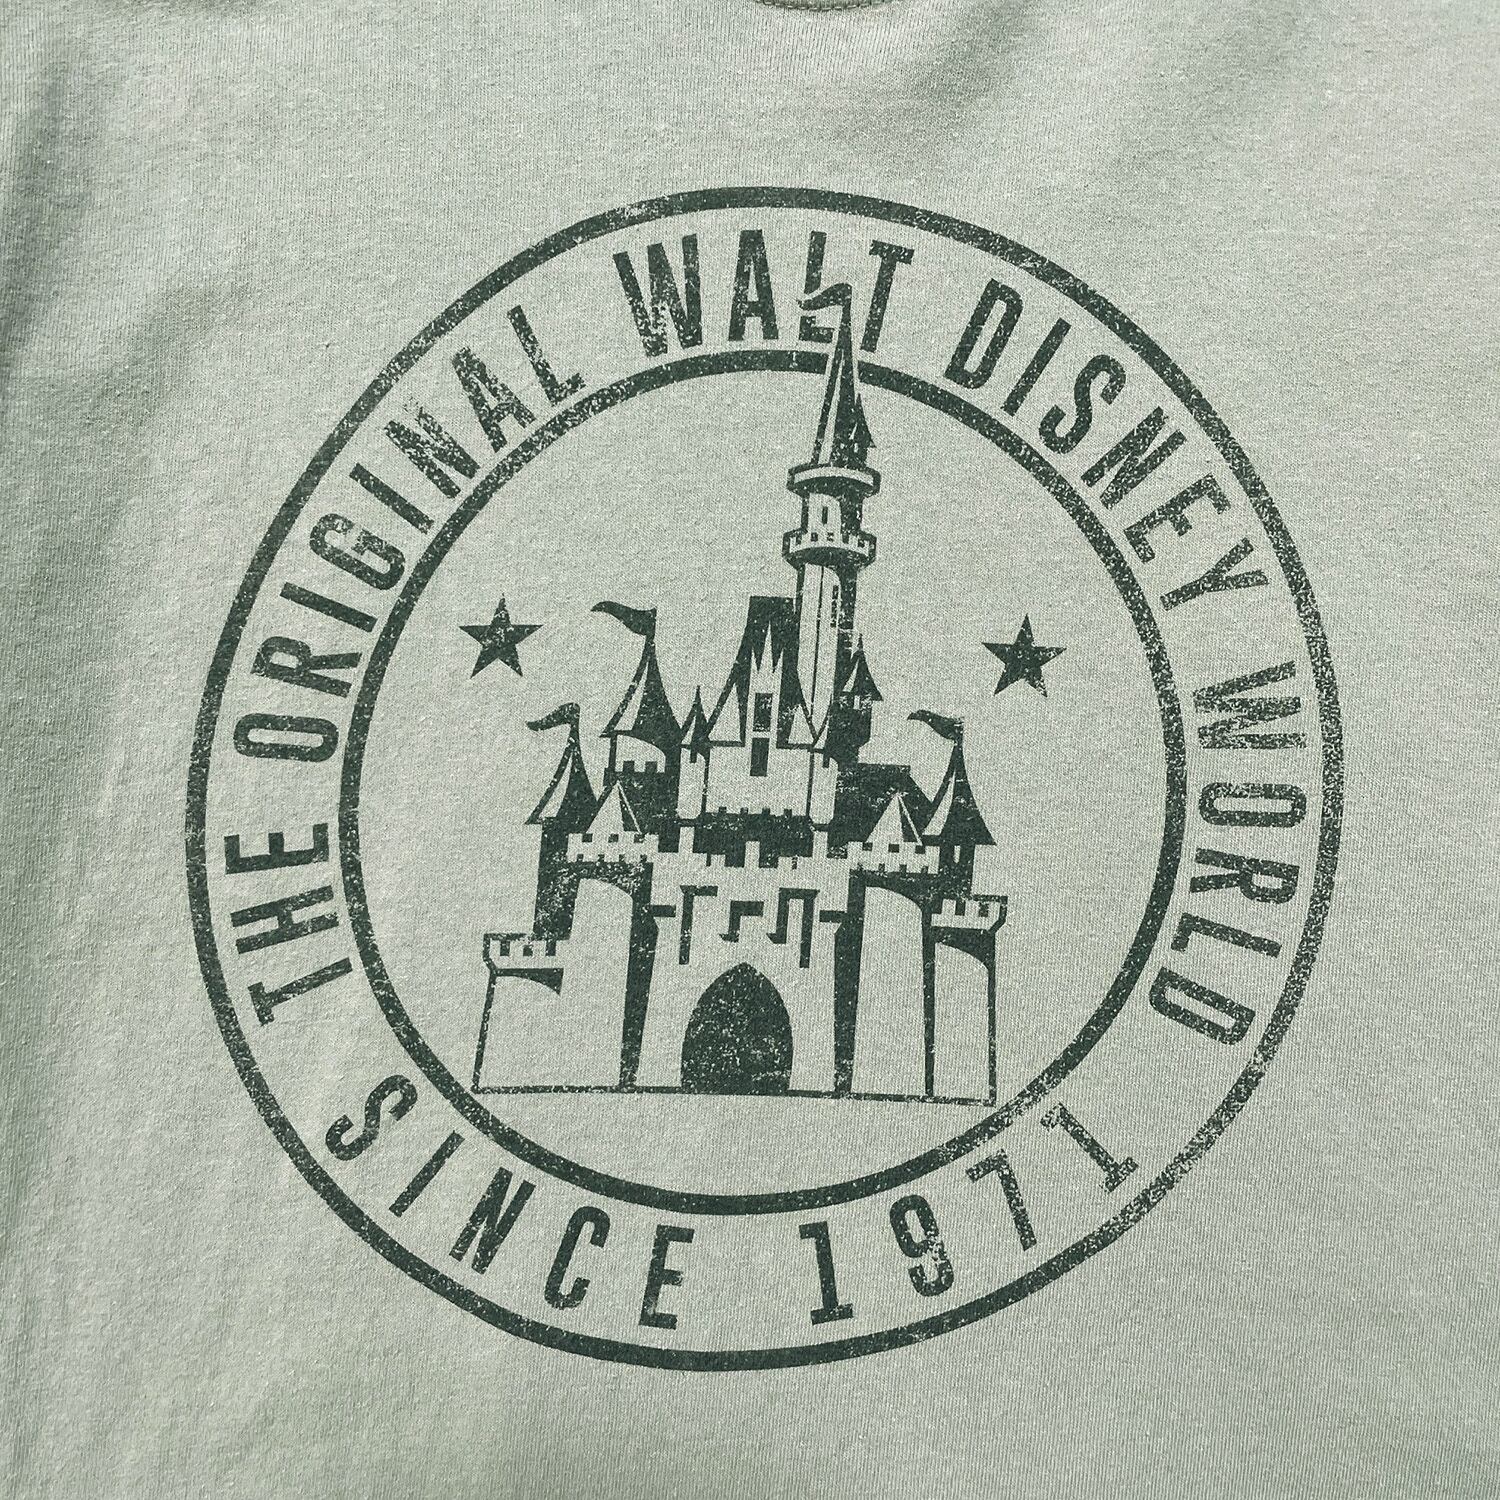 THE ORIGINAL WALT DISNEY WORLD
SINCE 1971